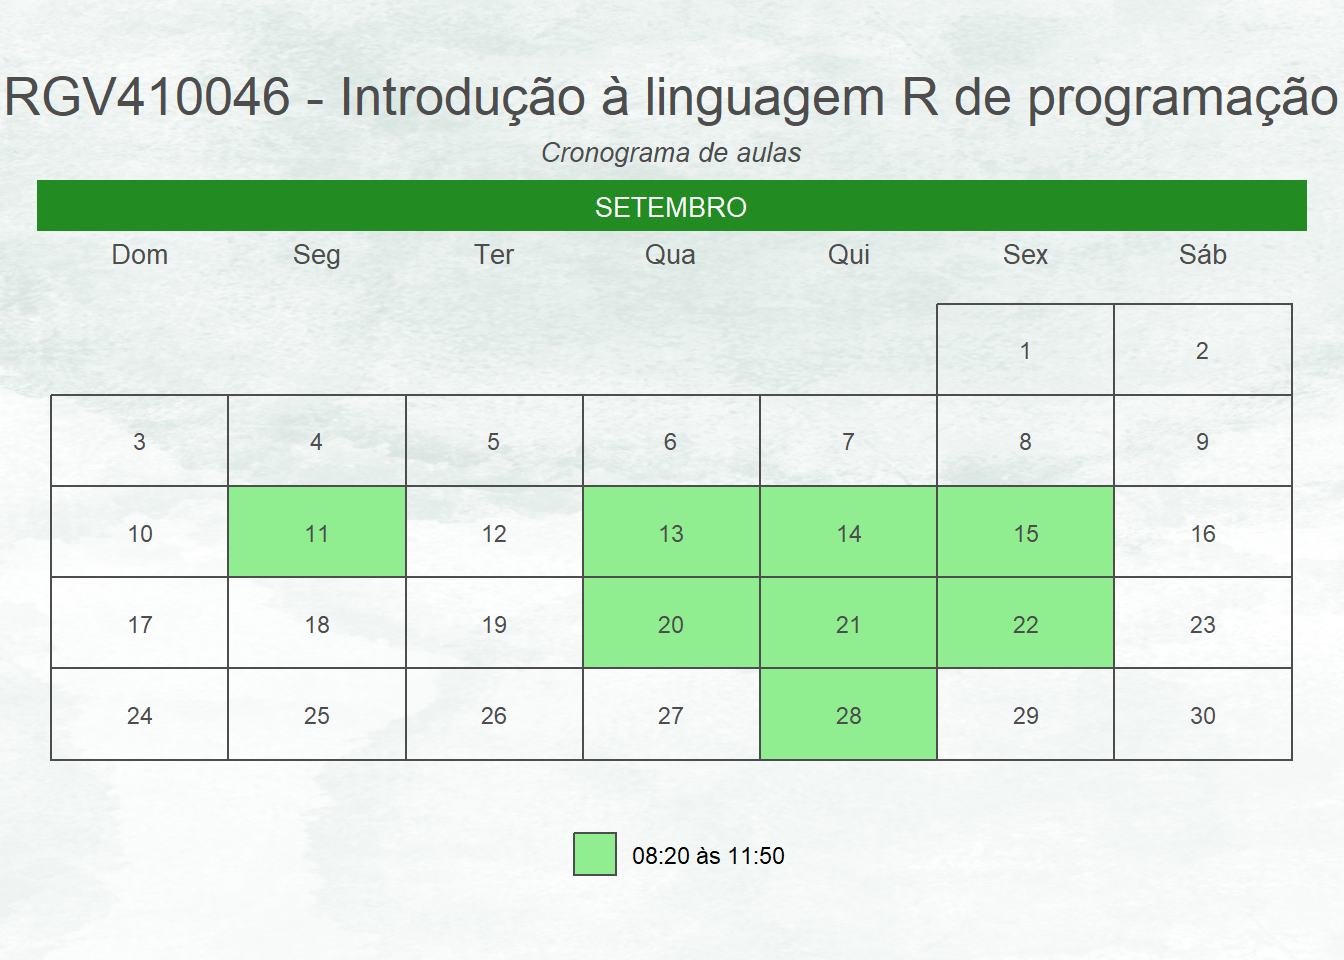 RGV410046 - Introdução à linguagem R de programação
Cronograma de aulas
SETEMBRO
Dom Seg Ter Qua Qui Sex Sáb
1 2
3 4 5 6 7 8 9
10 11 12 13 14 15 16
17 18 19 20 21 22 23
24 25 26 27 28 29 30
08:20 às 11:50